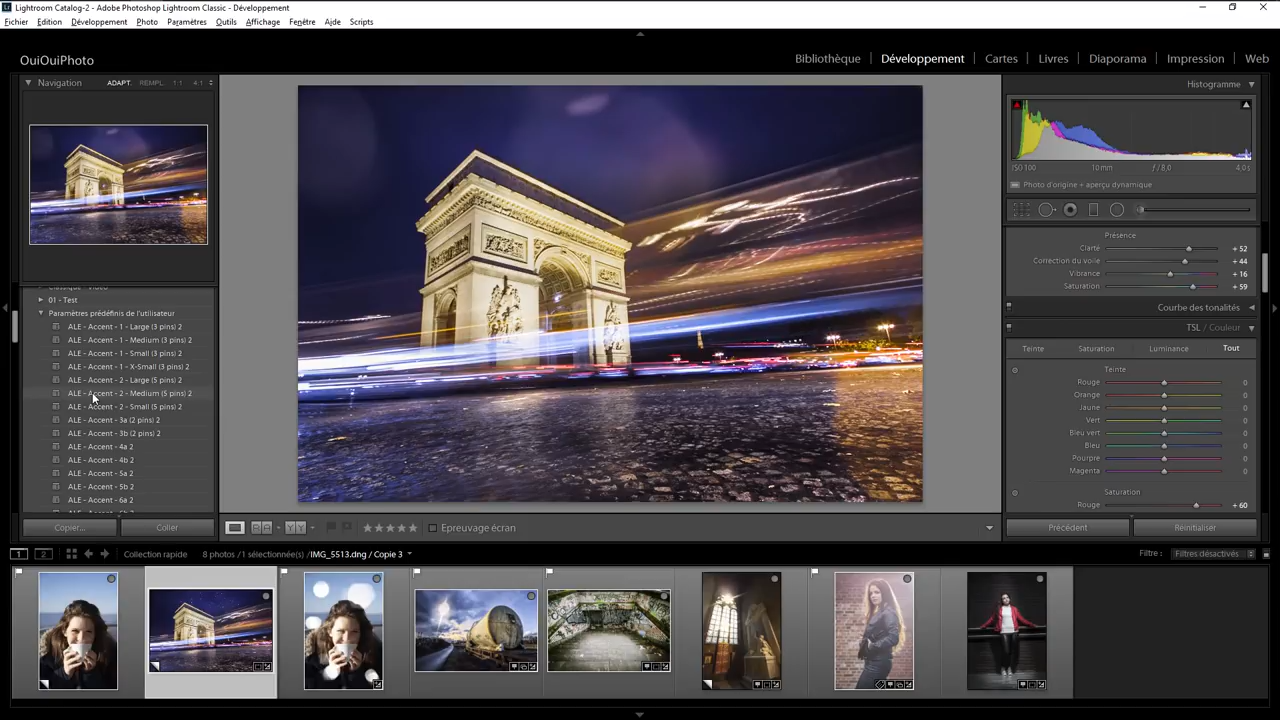 Lightroom Catalog-2 - Adobe Photoshop Lightroom Classic - Développement
Fichier Edition Développement Photo Paramètres Outils Affichage Fenêtre Aide Scripts
OuiOuiPhoto
Bibliothèque Développement Cartes Livres Diaporama Impression Web
Navigation ADAPT. REMPL. 1:1 4:1
Histogramme
ISO 100 10 mm ƒ / 8,0 4,0 s
Photo d'origine + aperçu dynamique
Présence
Clarté + 52
Correction du voile + 44
Vibrance + 16
Saturation + 59
Courbe des tonalités
TSL / Couleur
Teinte Saturation Luminance Tout
Teinte
Rouge 0
Orange 0
Jaune 0
Vert 0
Bleu vert 0
Bleu 0
Pourpre 0
Magenta 0
Saturation
Rouge + 60
Précédent Réinitialiser
Classique - Vidéo
01 - Test
Paramètres prédéfinis de l'utilisateur
ALE - Accent - 1 - Large (3 pins) 2
ALE - Accent - 1 - Medium (3 pins) 2
ALE - Accent - 1 - Small (3 pins) 2
ALE - Accent - 1 - X-Small (3 pins) 2
ALE - Accent - 2 - Large (5 pins) 2
ALE - Accent - 2 - Medium (5 pins) 2
ALE - Accent - 2 - Small (5 pins) 2
ALE - Accent - 3a (2 pins) 2
ALE - Accent - 3b (2 pins) 2
ALE - Accent - 4a 2
ALE - Accent - 4b 2
ALE - Accent - 5a 2
ALE - Accent - 5b 2
ALE - Accent - 6a 2
Copier... Coller
Epreuvage écran
1 2 Collection rapide 8 photos / 1 sélectionnée(s) / IMG_5513.dng / Copie 3
Filtre : Filtres désactivés